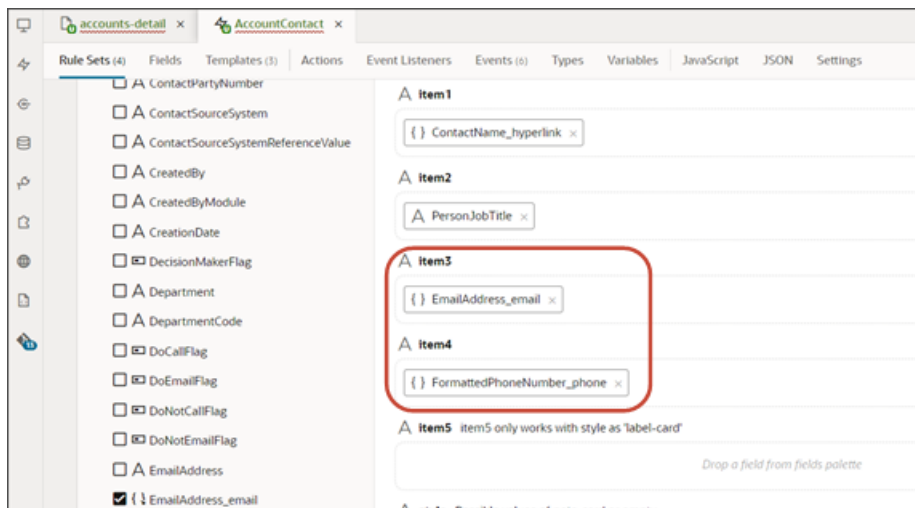 accounts-detail × AccountContact ×
Rule Sets (4) Fields Templates (3) Actions Event Listeners Events (6) Types Variables JavaScript JSON Settings
A ContactPartyNumber
A ContactSourceSystem
A ContactSourceSystemReferenceValue
A CreatedBy
A CreatedByModule
A CreationDate
DecisionMakerFlag
A Department
A DepartmentCode
DoCallFlag
DoEmailFlag
DoNotCallFlag
DoNotEmailFlag
A EmailAddress
{ } EmailAddress_email
A item1
{ } ContactName_hyperlink ×
A item2
A PersonJobTitle ×
A item3
{ } EmailAddress_email ×
A item4
{ } FormattedPhoneNumber_phone ×
A item5 item5 only works with style as 'label-card'
Drop a field from fields palette